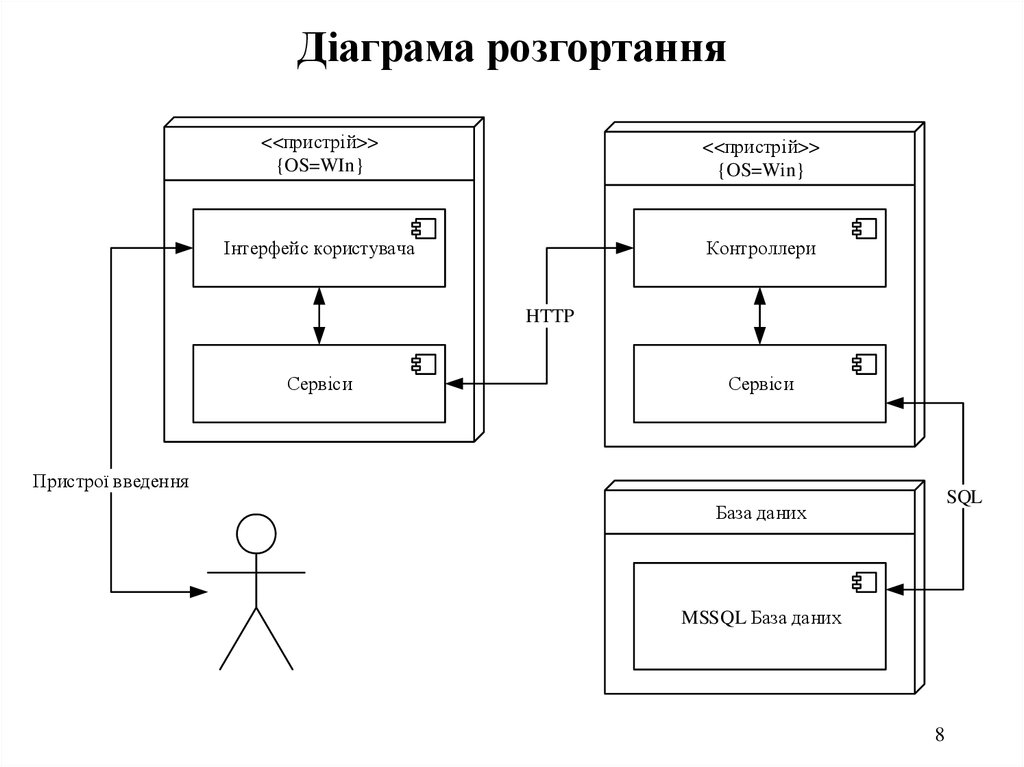 Діаграма розгортання
<<пристрій>>
{OS=WIn}
<<пристрій>>
{OS=Win}
Інтерфейс користувача
Контроллери
HTTP
Сервіси
Сервіси
Пристрої введення
SQL
База даних
MSSQL База даних
8